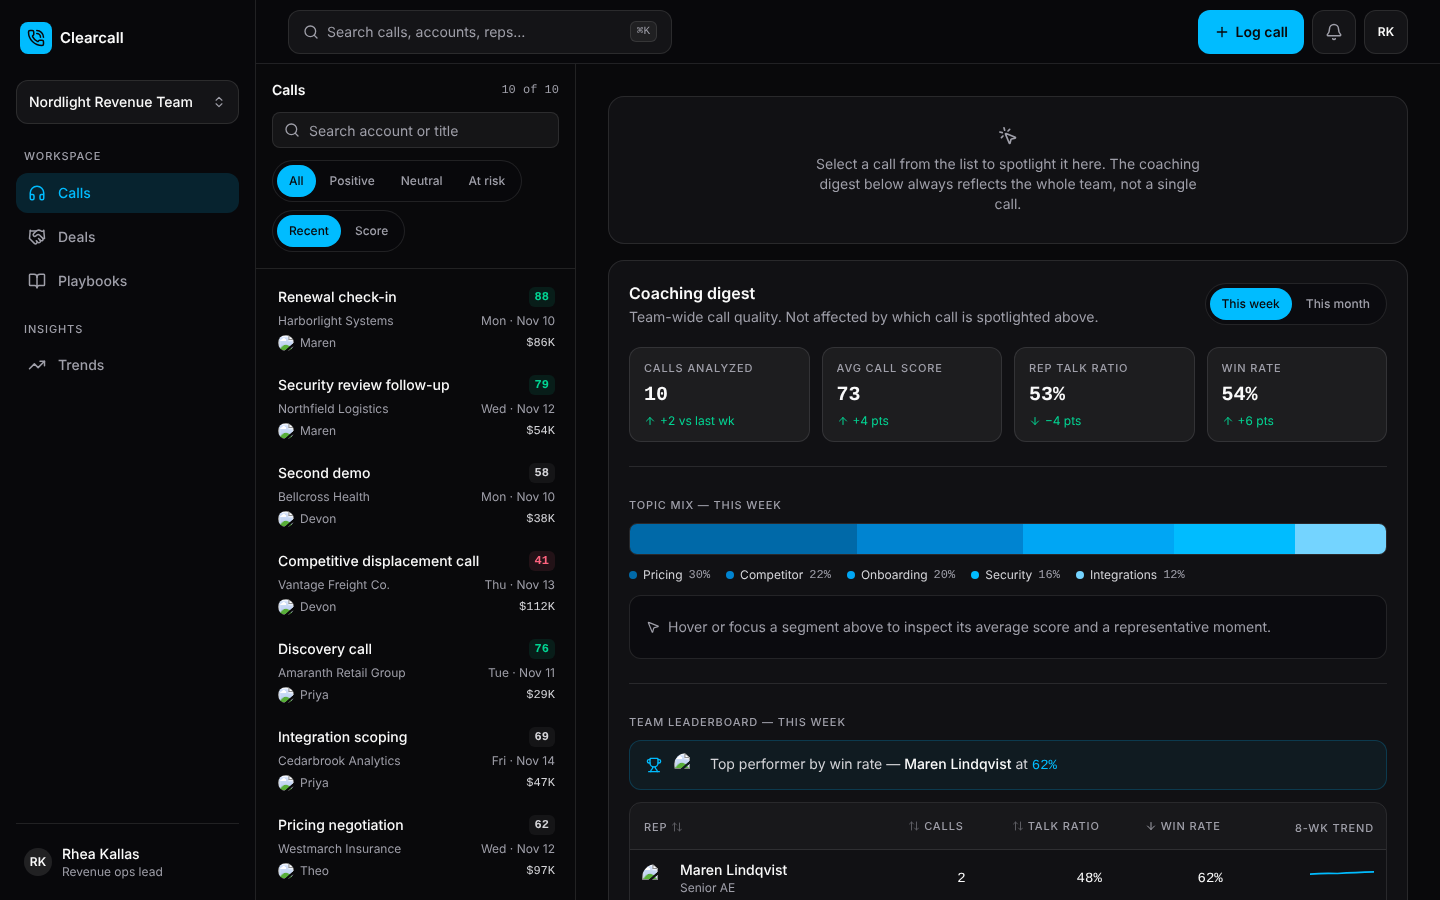 Clearcall
Search calls, accounts, reps...
⌘K
Log call
RK
Nordlight Revenue Team
WORKSPACE
Calls
Deals
Playbooks
INSIGHTS
Trends
RK
Rhea Kallas
Revenue ops lead
Calls
10 of 10
Search account or title
All
Positive
Neutral
At risk
Recent
Score
Renewal check-in
88
Harborlight Systems
Mon · Nov 10
Maren
$86K
Security review follow-up
79
Northfield Logistics
Wed · Nov 12
Maren
$54K
Second demo
58
Bellcross Health
Mon · Nov 10
Devon
$38K
Competitive displacement call
41
Vantage Freight Co.
Thu · Nov 13
Devon
$112K
Discovery call
76
Amaranth Retail Group
Tue · Nov 11
Priya
$29K
Integration scoping
69
Cedarbrook Analytics
Fri · Nov 14
Priya
$47K
Pricing negotiation
62
Westmarch Insurance
Wed · Nov 12
Theo
$97K
Select a call from the list to spotlight it here. The coaching
digest below always reflects the whole team, not a single
call.
Coaching digest
Team-wide call quality. Not affected by which call is spotlighted above.
This week
This month
CALLS ANALYZED
10
↑ +2 vs last wk
AVG CALL SCORE
73
↑ +4 pts
REP TALK RATIO
53%
↓ −4 pts
WIN RATE
54%
↑ +6 pts
TOPIC MIX — THIS WEEK
Pricing 30%
Competitor 22%
Onboarding 20%
Security 16%
Integrations 12%
Hover or focus a segment above to inspect its average score and a representative moment.
TEAM LEADERBOARD — THIS WEEK
Top performer by win rate — Maren Lindqvist at 62%
REP ↑↓
↑↓ CALLS
↑↓ TALK RATIO
↓ WIN RATE
8-WK TREND
Maren Lindqvist
Senior AE
2
48%
62%